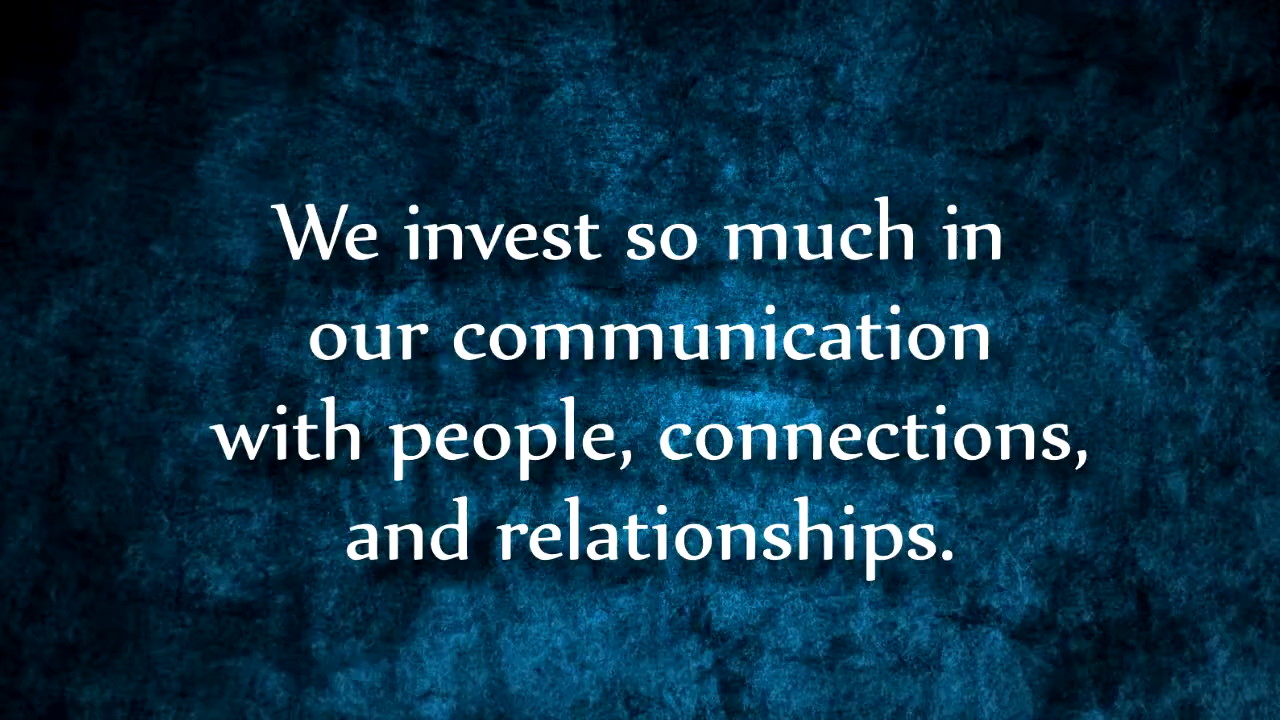 We invest so much in
our communication
with people, connections,
and relationships.